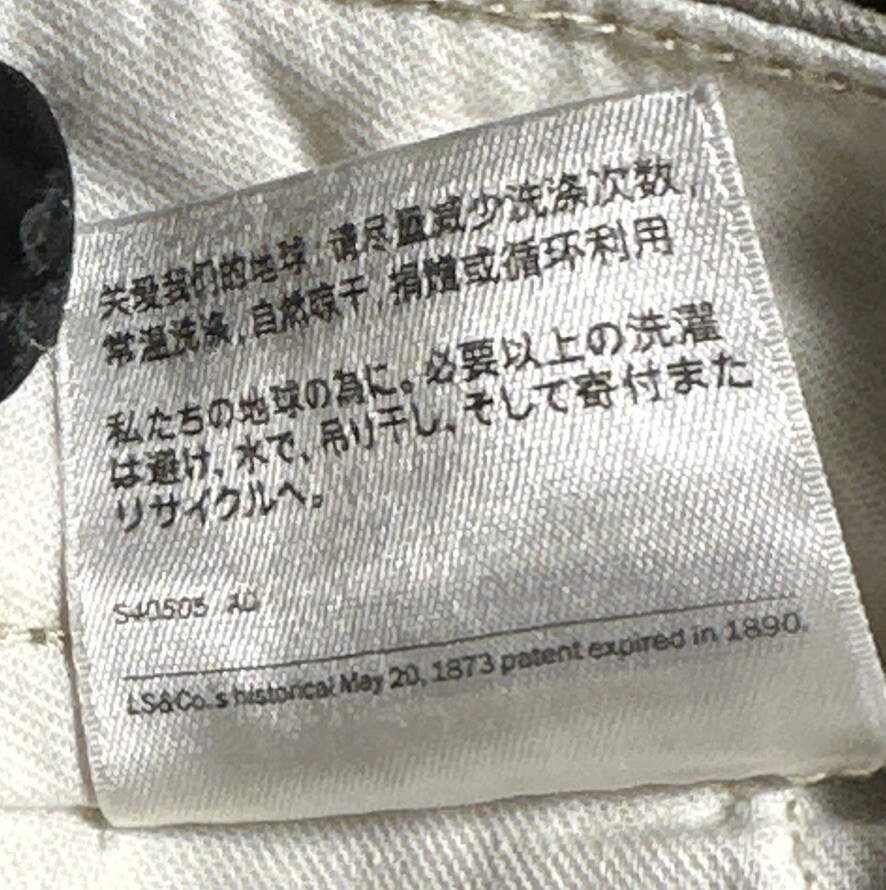 关爱我们的地球,请尽量减少洗涤次数,
常温洗涤,自然晾干,捐赠或循环利用
私たちの地球の為に。必要以上の洗濯
は避け、水で、吊り干し、そして寄付また
リサイクルへ。
S40505 AD
LS&Co.'s historical May 20, 1873 patent expired in 1890.